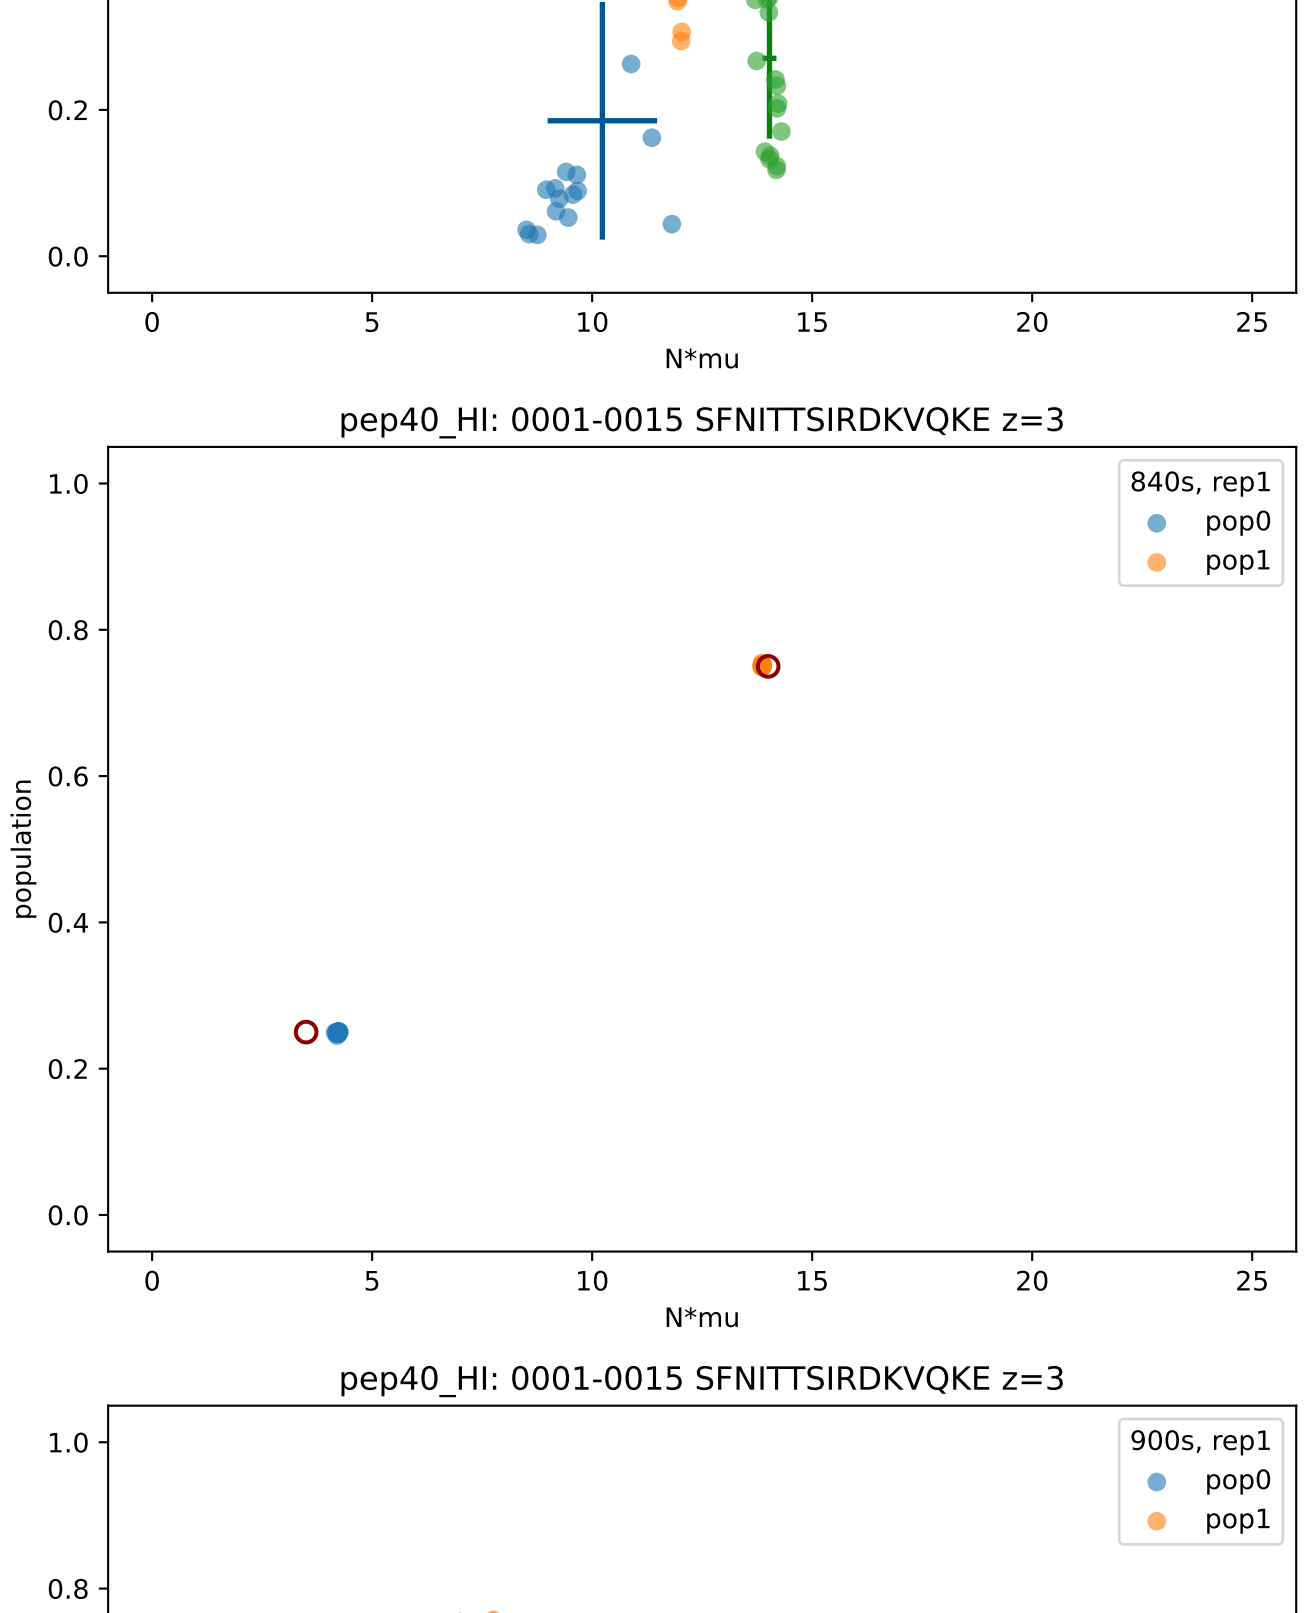 0.2
0.0
0 5 10 15 20 25
N*mu
pep40_HI: 0001-0015 SFNITTSIRDKVQKE z=3
1.0
840s, rep1
pop0
pop1
0.8
0.6
population
0.4
0.2
0.0
0 5 10 15 20 25
N*mu
pep40_HI: 0001-0015 SFNITTSIRDKVQKE z=3
1.0
900s, rep1
pop0
pop1
0.8